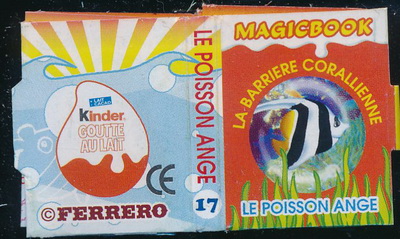 Kinder
GOUTTE
AU LAIT
CE
© FERRERO
LE POISSON ANGE
17
MAGICBOOK
LA BARRIERE CORALLIENNE
LE POISSON ANGE